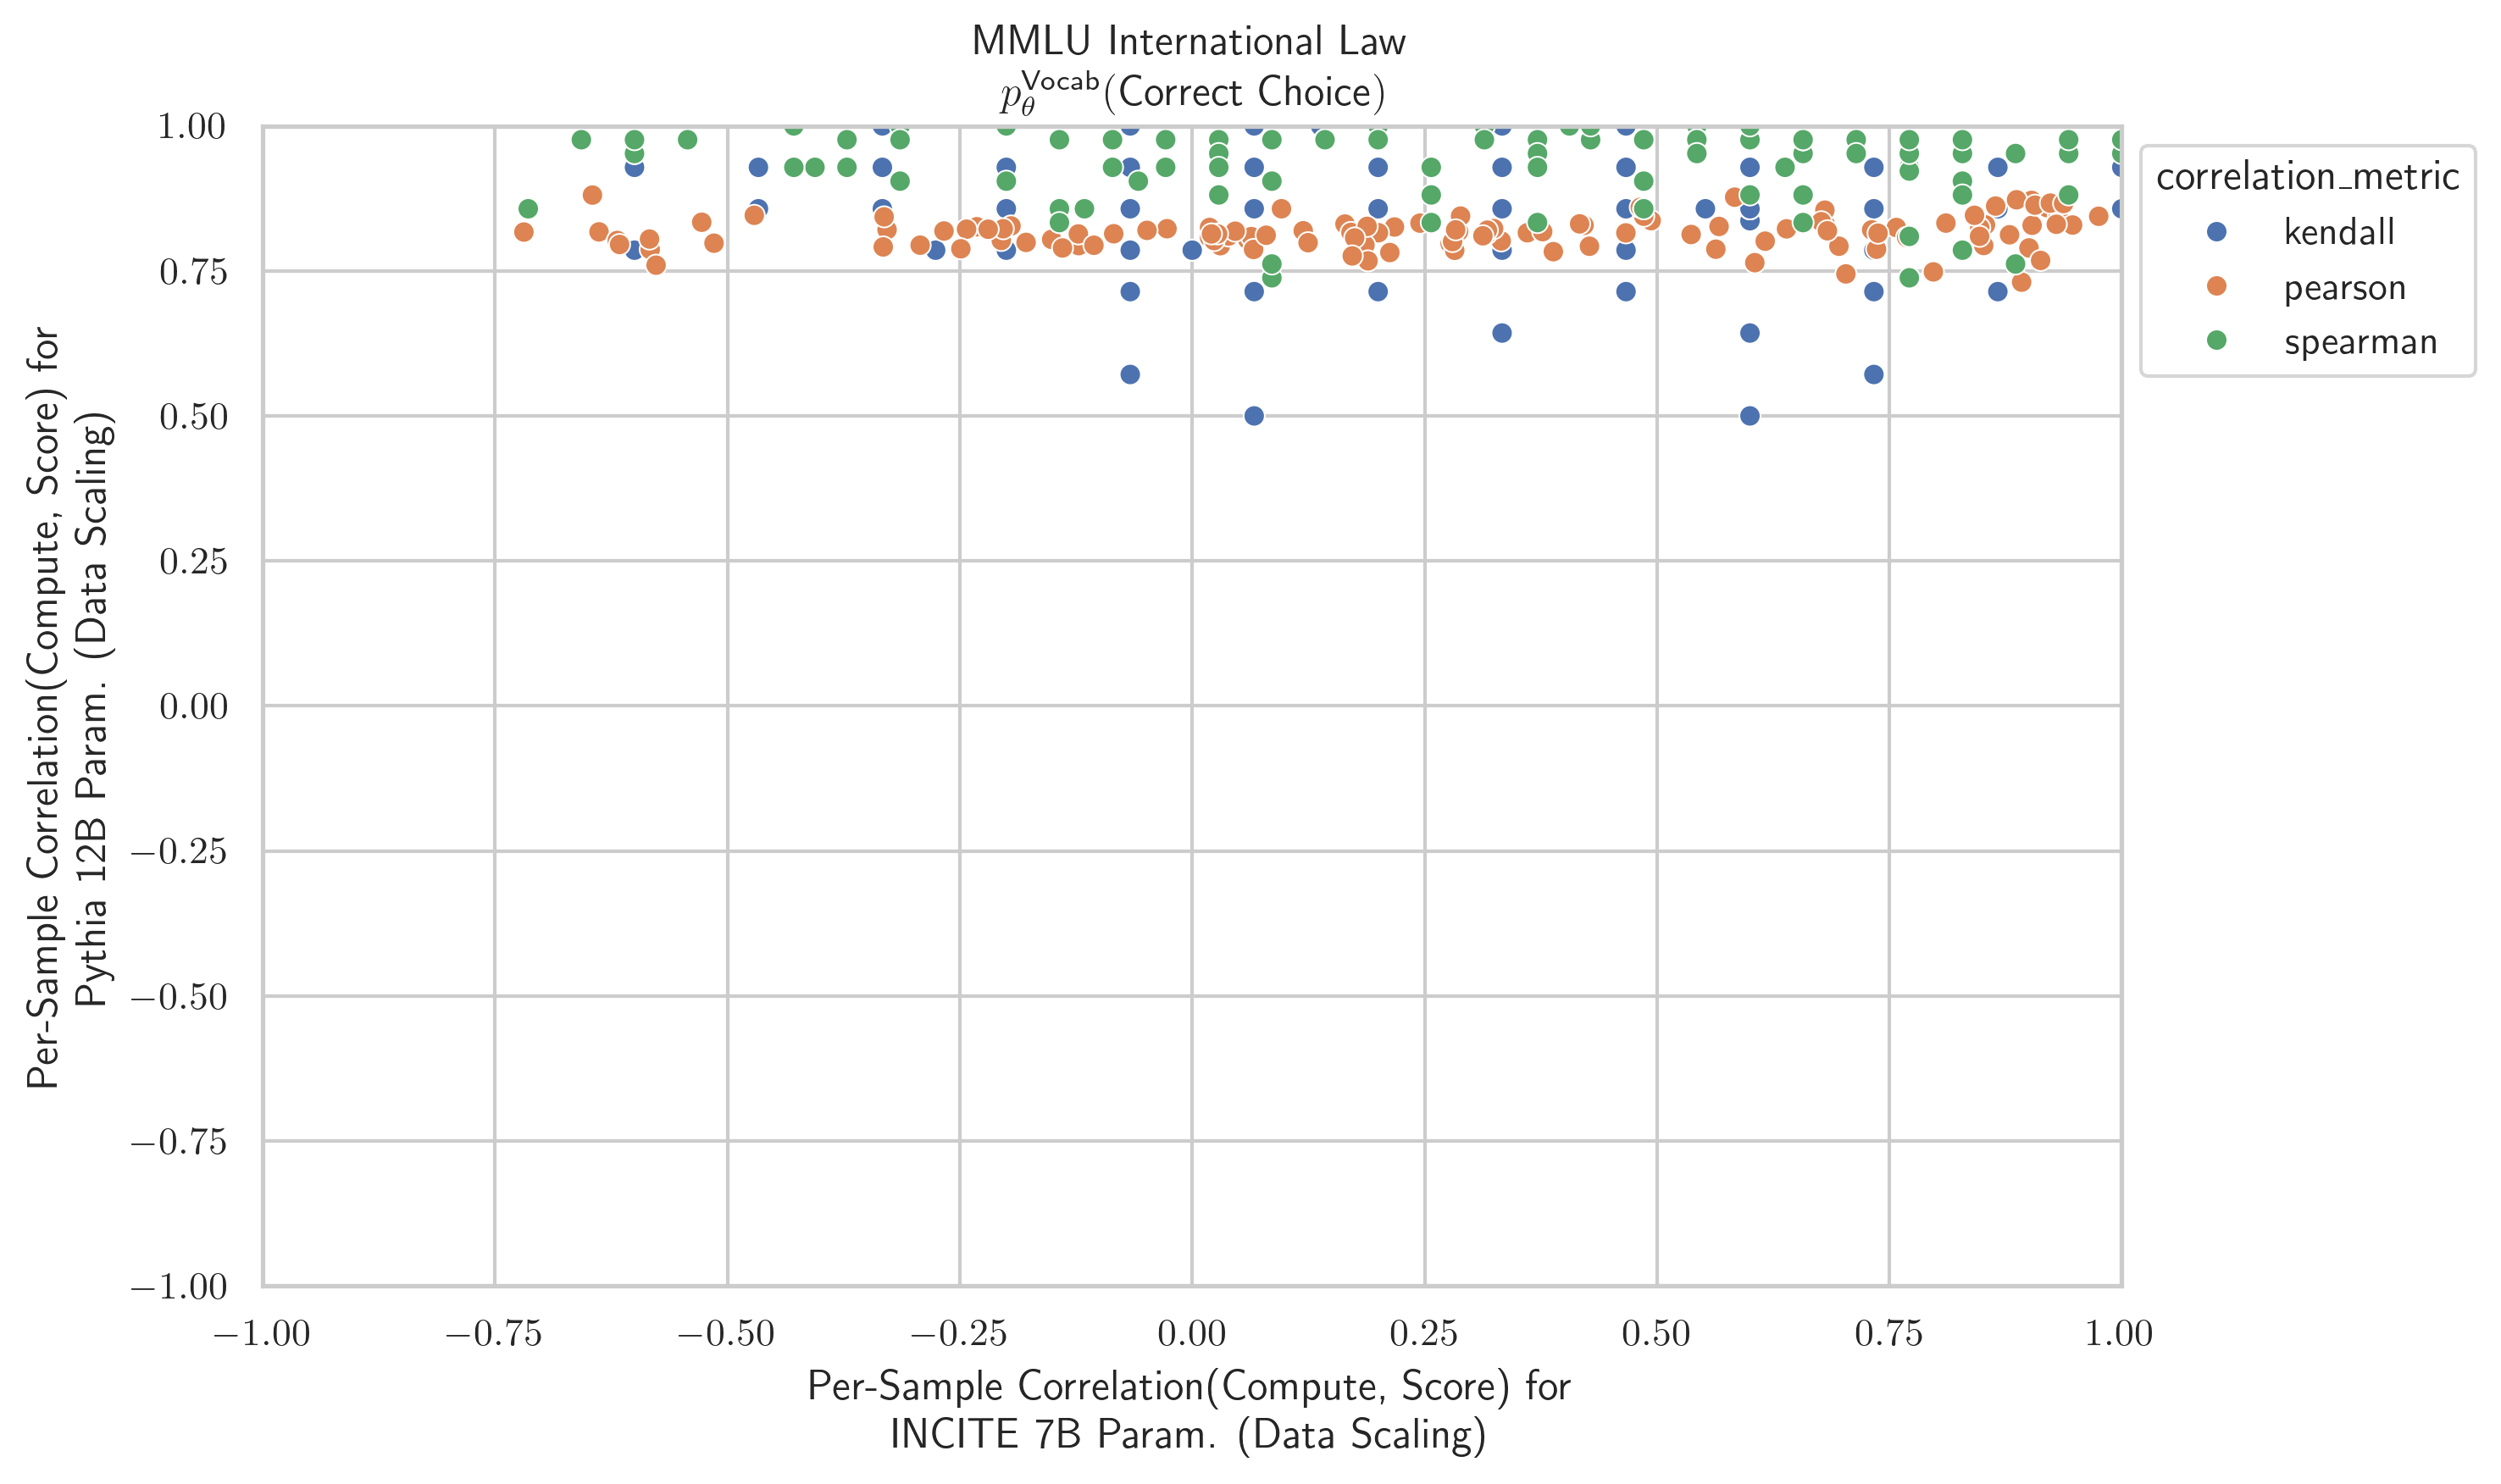 MMLU International Law
p_θ^Vocab(Correct Choice)
1.00
0.75
0.50
0.25
0.00
−0.25
−0.50
−0.75
−1.00
Per-Sample Correlation(Compute, Score) for
Pythia 12B Param. (Data Scaling)
correlation_metric
kendall
pearson
spearman
−1.00 −0.75 −0.50 −0.25 0.00 0.25 0.50 0.75 1.00
Per-Sample Correlation(Compute, Score) for
INCITE 7B Param. (Data Scaling)